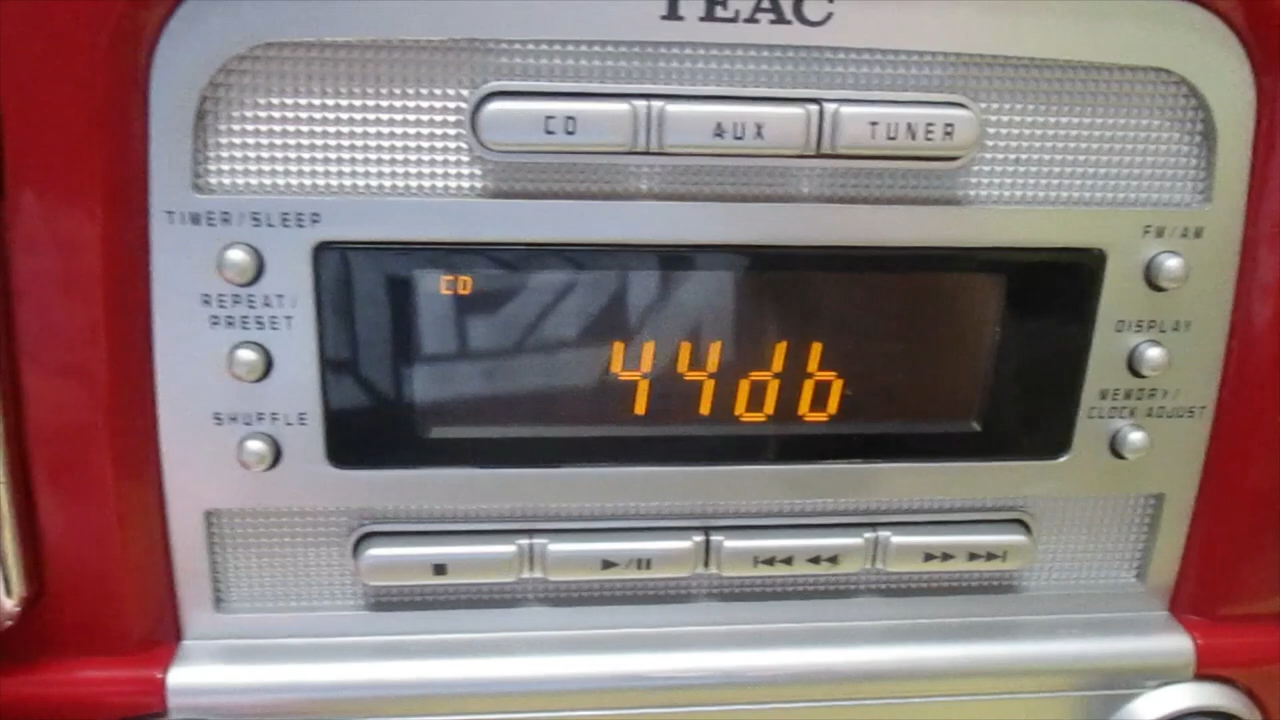 TEAC
CD AUX TUNER
TIMER/SLEEP
FM/AM
REPEAT/
PRESET
DISPLAY
SHUFFLE
MEMORY/
CLOCK ADJUST
CD
44db